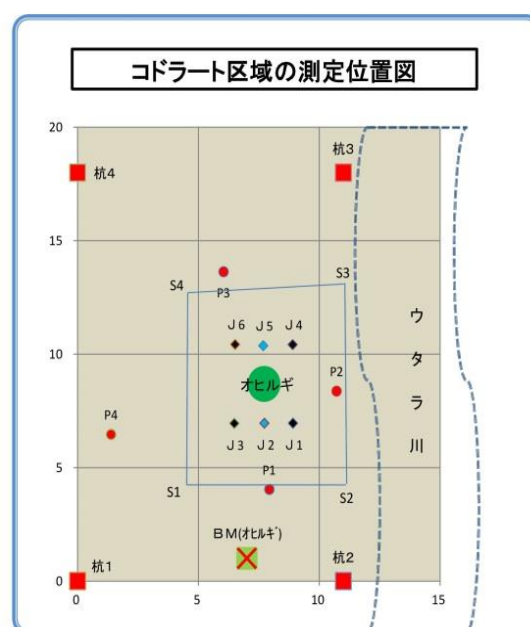 コドラート区域の測定位置図
20
杭4
杭3
15
S4
S3
P3
J6 J5 J4
ウタラ川
10
オヒルギ
P2
P4
J3 J2 J1
P1
5
S1
S2
BM(ｵﾋﾙｷﾞ)
杭1
杭2
0
0 5 10 15